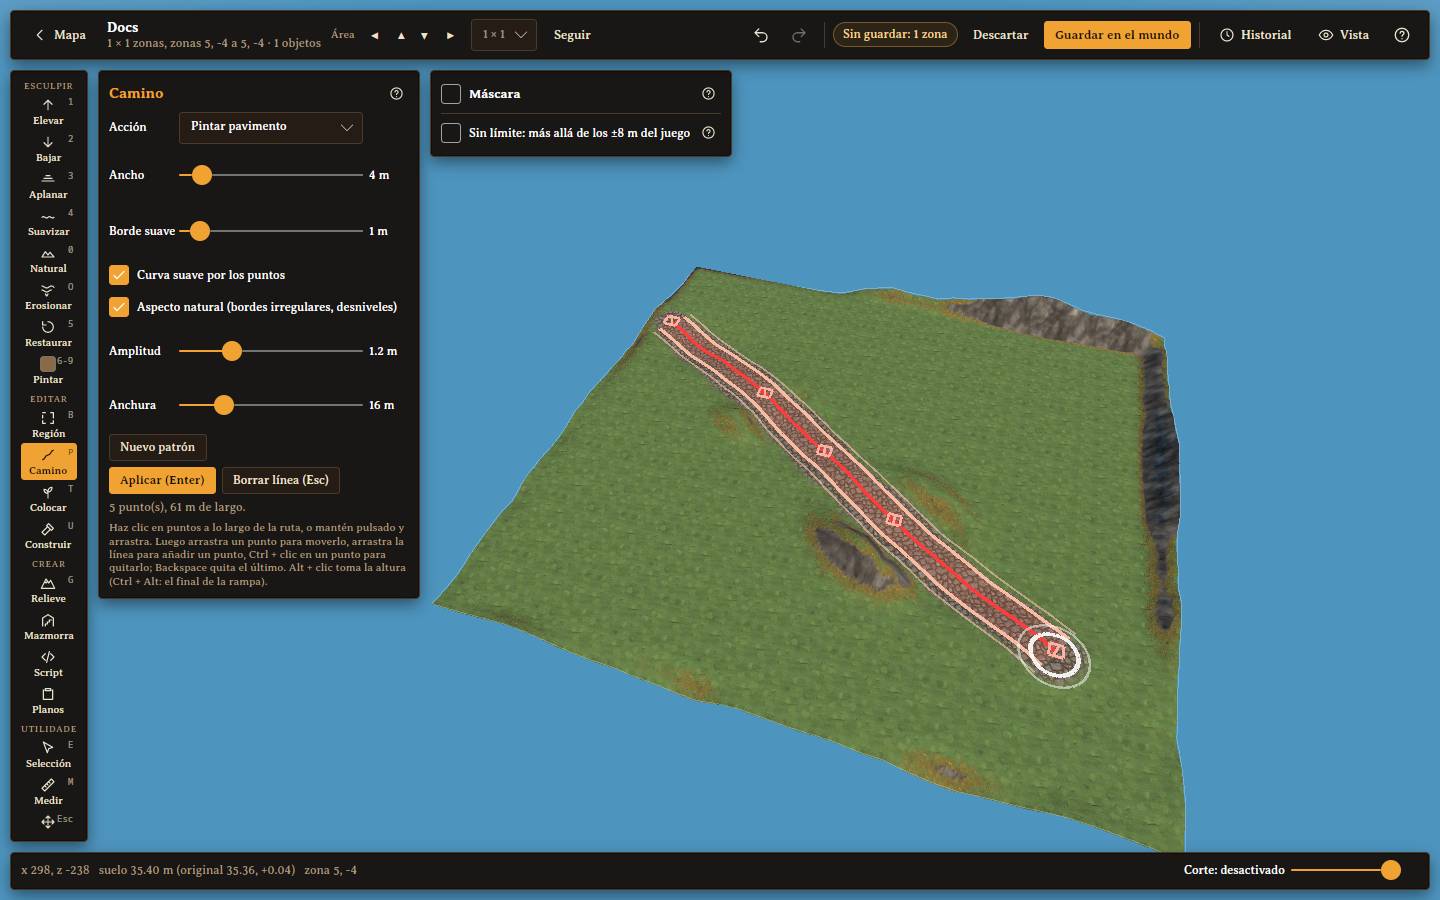 Mapa
Docs
1 × 1 zonas, zonas 5, -4 a 5, -4 · 1 objetos
Área
1 × 1
Seguir
Sin guardar: 1 zona
Descartar
Guardar en el mundo
Historial
Vista
ESCULPIR
1
Elevar
2
Bajar
3
Aplanar
4
Suavizar
0
Natural
O
Erosionar
5
Restaurar
6-9
Pintar
EDITAR
B
Región
P
Camino
T
Colocar
U
Construir
CREAR
G
Relieve
Mazmorra
Script
Planos
UTILIDADE
E
Selección
M
Medir
Esc
Camino
Acción
Pintar pavimento
Ancho
4 m
Borde suave
1 m
Curva suave por los puntos
Aspecto natural (bordes irregulares, desniveles)
Amplitud
1.2 m
Anchura
16 m
Nuevo patrón
Aplicar (Enter)
Borrar línea (Esc)
5 punto(s), 61 m de largo.
Haz clic en puntos a lo largo de la ruta, o mantén pulsado y
arrastra. Luego arrastra un punto para moverlo, arrastra la
línea para añadir un punto, Ctrl + clic en un punto para
quitarlo; Backspace quita el último. Alt + clic toma la altura
(Ctrl + Alt: el final de la rampa).
Máscara
Sin límite: más allá de los ±8 m del juego
x 298, z -238 suelo 35.40 m (original 35.36, +0.04) zona 5, -4
Corte: desactivado